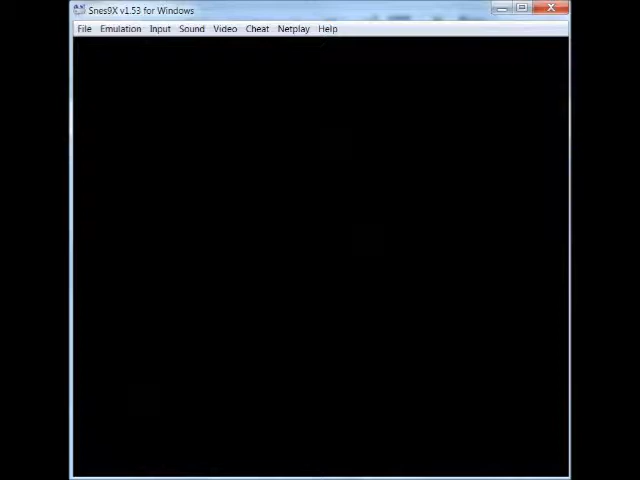 Snes9X v1.53 for Windows
File Emulation Input Sound Video Cheat Netplay Help